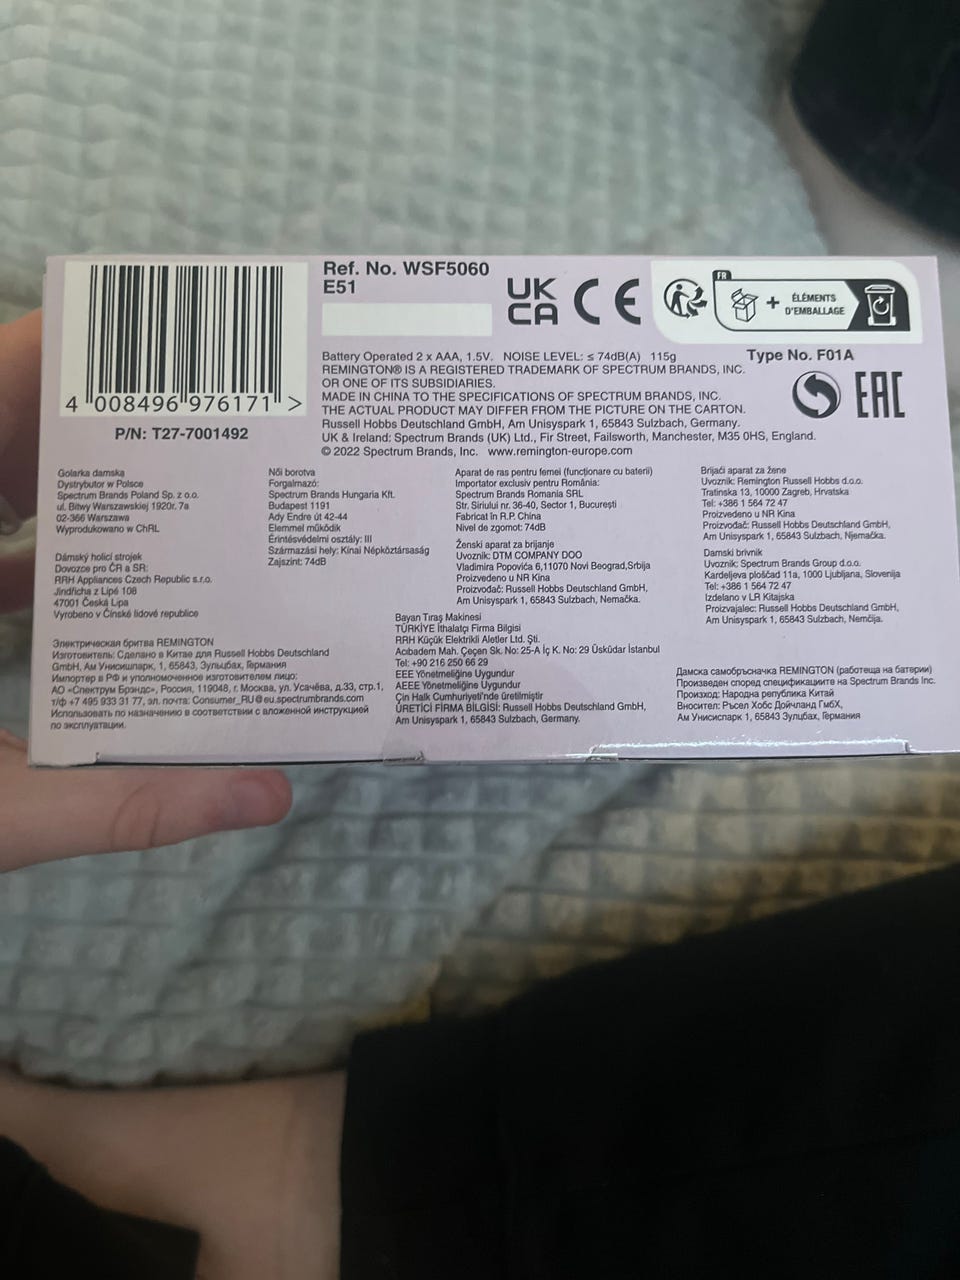 Ref. No. WSF5060
E51
UK
CA
CE
FR
ÉLÉMENTS
D'EMBALLAGE
4 008496 976171 >
P/N: T27-7001492
Battery Operated 2 x AAA, 1.5V. NOISE LEVEL: ≤ 74dB(A) 115g
Type No. F01A
REMINGTON® IS A REGISTERED TRADEMARK OF SPECTRUM BRANDS, INC.
OR ONE OF ITS SUBSIDIARIES.
MADE IN CHINA TO THE SPECIFICATIONS OF SPECTRUM BRANDS, INC.
THE ACTUAL PRODUCT MAY DIFFER FROM THE PICTURE ON THE CARTON.
Russell Hobbs Deutschland GmbH, Am Unisyspark 1, 65843 Sulzbach, Germany.
UK & Ireland: Spectrum Brands (UK) Ltd., Fir Street, Failsworth, Manchester, M35 0HS, England.
© 2022 Spectrum Brands, Inc. www.remington-europe.com
EAC
Golarka damska
Dystrybutor w Polsce
Spectrum Brands Poland Sp. z o.o.
ul. Bitwy Warszawskiej 1920r. 7a
02-366 Warszawa
Wyprodukowano w ChRL
Dámský holicí strojek
Dovozce pro ČR a SR:
RRH Appliances Czech Republic s.r.o.
Jindřicha z Lipé 108
47001 Česká Lípa
Vyrobeno v Čínské lidové republice
Női borotva
Forgalmazó:
Spectrum Brands Hungaria Kft.
Budapest 1191
Ady Endre út 42-44
Elemmel működik
Érintésvédelmi osztály: III
Származási hely: Kínai Népköztársaság
Zajszint: 74dB
Aparat de ras pentru femei (funcționare cu baterii)
Importator exclusiv pentru România:
Spectrum Brands Romania SRL
Str. Siriului nr. 36-40, Sector 1, București
Fabricat în R.P. China
Nivel de zgomot: 74dB
Ženski aparat za brijanje
Uvoznik: DTM COMPANY DOO
Vladimira Popovića 6,11070 Novi Beograd,Srbija
Proizvedeno u NR Kina
Proizvođač: Russell Hobbs Deutschland GmbH,
Am Unisyspark 1, 65843 Sulzbach, Nemačka.
Brijaći aparat za žene
Uvoznik: Remington Russell Hobbs d.o.o.
Tratinska 13, 10000 Zagreb, Hrvatska
Tel: +386 1 564 72 47
Proizvedeno u NR Kina
Proizvođač: Russell Hobbs Deutschland GmbH,
Am Unisyspark 1, 65843 Sulzbach, Njemačka.
Damski brivnik
Uvoznik: Spectrum Brands Group d.o.o.
Kardeljeva ploščad 11a, 1000 Ljubljana, Slovenija
Tel: +386 1 564 72 47
Izdelano v LR Kitajska
Proizvajalec: Russell Hobbs Deutschland GmbH,
Am Unisyspark 1, 65843 Sulzbach, Nemčija.
Электрическая бритва REMINGTON
Изготовитель: Сделано в Китае для Russell Hobbs Deutschland
GmbH, Ам Унисишпарк, 1, 65843, Зульцбах, Германия
Импортер в РФ и уполномоченное изготовителем лицо:
АО «Спектрум Брэндс», Россия, 119048, г. Москва, ул. Усачёва, д.33, стр.1,
т/ф +7 495 933 31 77, эл. почта: Consumer_RU@eu.spectrumbrands.com
Использовать по назначению в соответствии с вложенной инструкцией
по эксплуатации.
Bayan Tıraş Makinesi
TÜRKİYE İthalatçı Firma Bilgisi
RRH Küçük Elektrikli Aletler Ltd. Şti.
Acıbadem Mah. Çeçen Sk. No: 25-A İç K. No: 29 Üsküdar İstanbul
Tel: +90 216 250 66 29
EEE Yönetmeliğine Uygundur
AEEE Yönetmeliğine Uygundur
Çin Halk Cumhuriyeti'nde üretilmiştir
ÜRETİCİ FİRMA BİLGİSİ: Russell Hobbs Deutschland GmbH,
Am Unisyspark 1, 65843 Sulzbach, Germany.
Дамска самобръсначка REMINGTON (работеща на батерии)
Произведен според спецификациите на Spectrum Brands Inc.
Произход: Народна република Китай
Вносител: Ръсел Хобс Дойчланд ГмбХ,
Ам Унисиспарк 1, 65843 Зулцбах, Германия